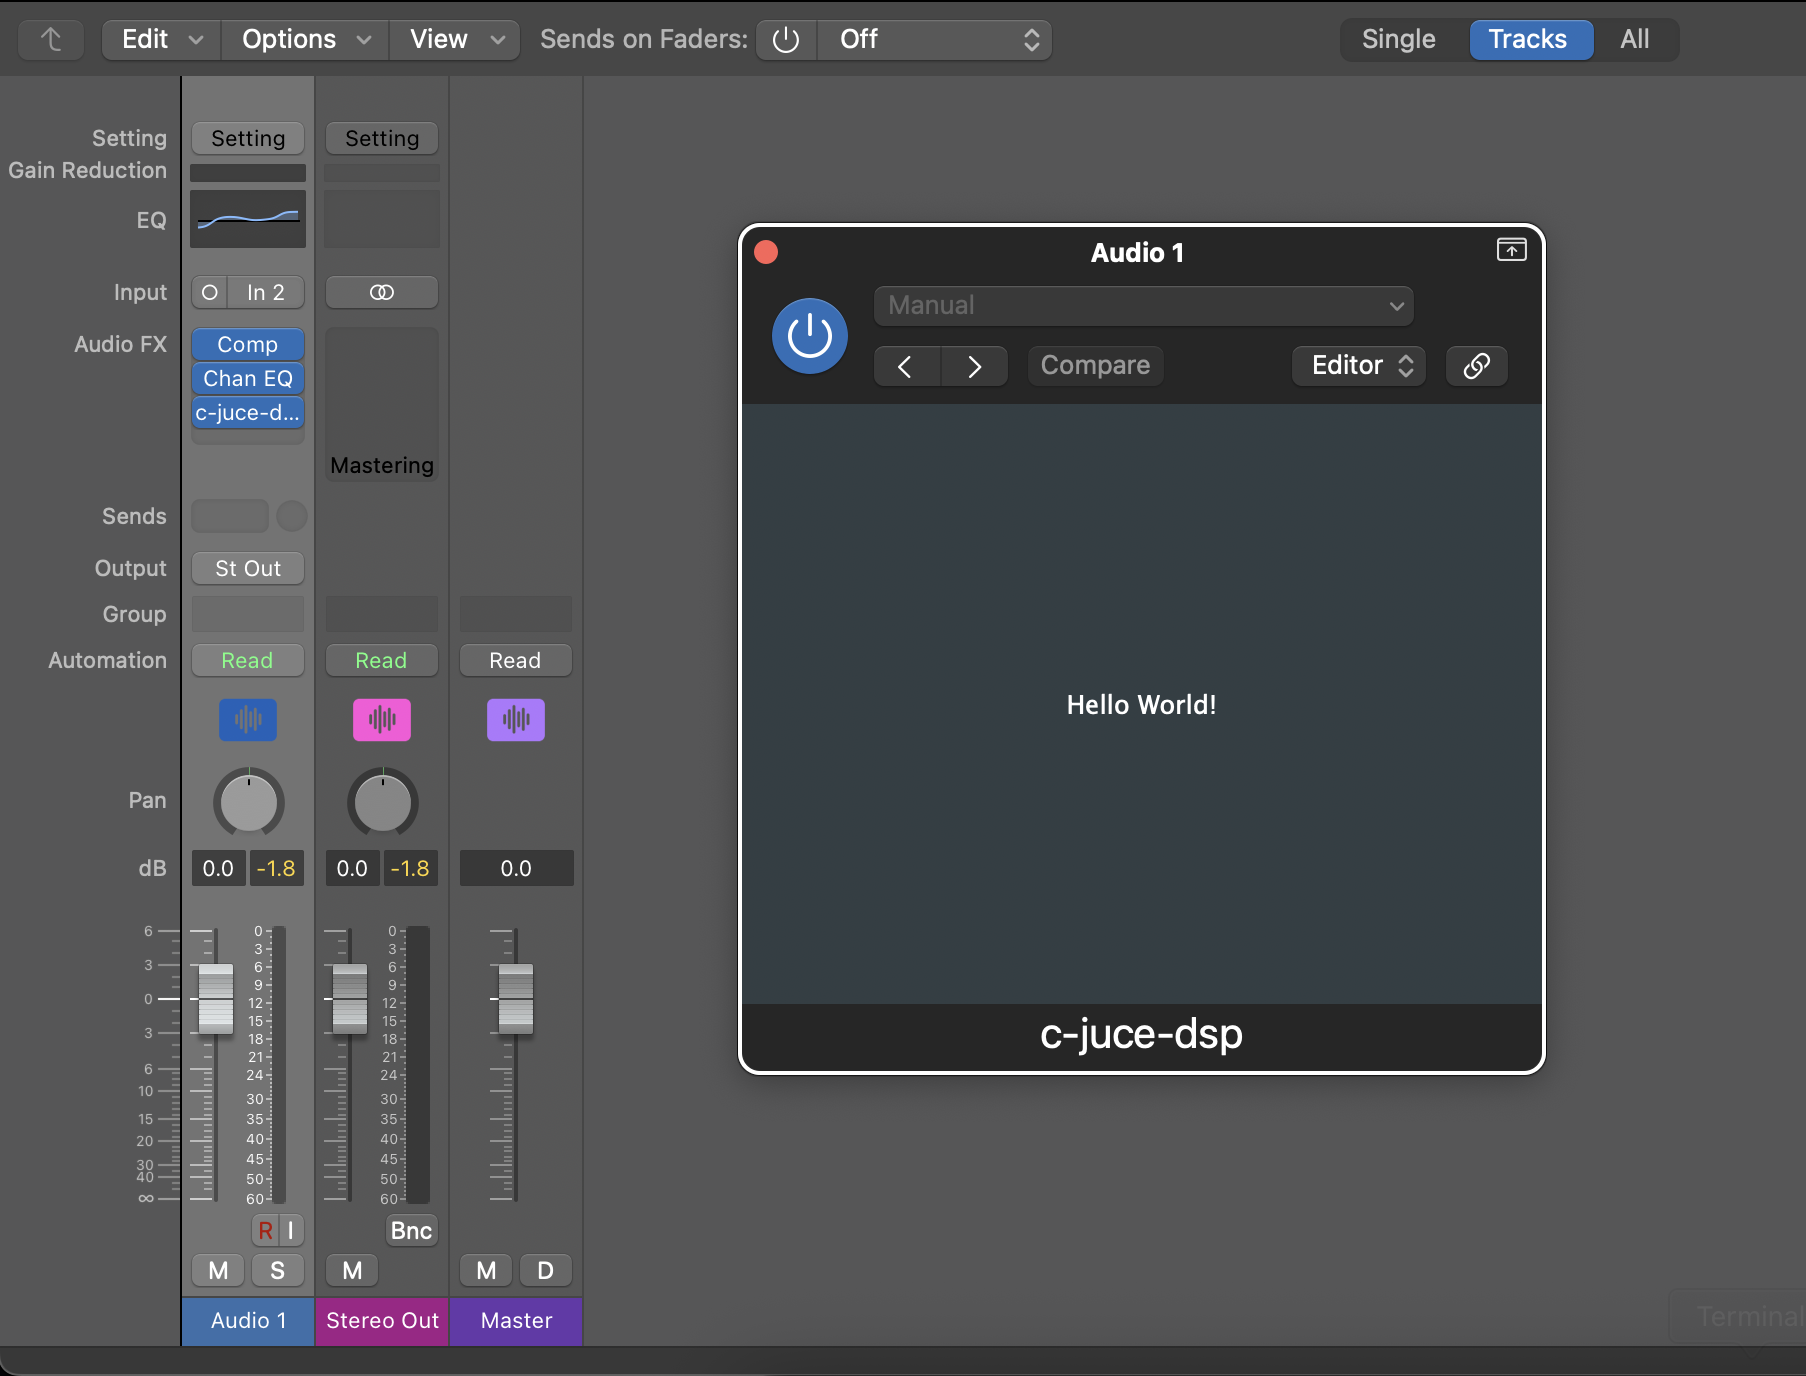 Edit Options View Sends on Faders: Off Single Tracks All
Setting Setting Setting
Gain Reduction
EQ
Input In 2
Audio FX Comp
Chan EQ
c-juce-d...
Mastering
Sends
Output St Out
Group
Automation Read Read Read
Pan
dB 0.0 -1.8 0.0 -1.8 0.0
6
3
0
3
6
10
15
20
30
40
∞
0
3
6
9
12
15
18
21
24
30
35
40
45
50
60
0
3
6
9
12
15
18
21
24
30
35
40
45
50
60
R I Bnc
M S M M D
Audio 1 Stereo Out Master
Audio 1
Manual
Compare Editor
Hello World!
c-juce-dsp
Terminal